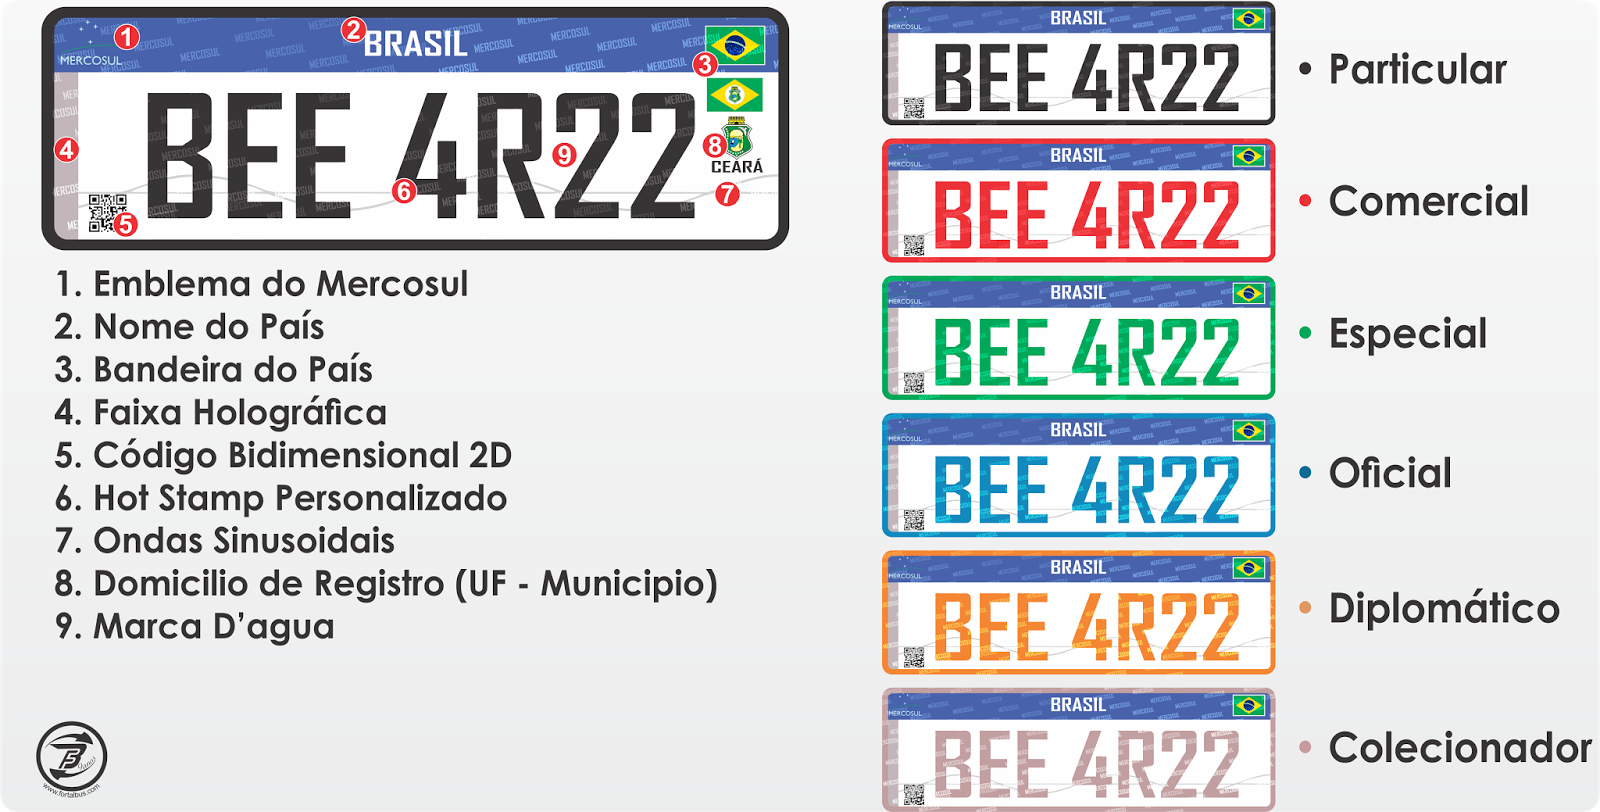 1
MERCOSUL
2
BRASIL
3
4
BEE 4R22
9
8
CEARÁ
6
7
5
1. Emblema do Mercosul
2. Nome do País
3. Bandeira do País
4. Faixa Holográfica
5. Código Bidimensional 2D
6. Hot Stamp Personalizado
7. Ondas Sinusoidais
8. Domicilio de Registro (UF - Municipio)
9. Marca D’agua
www.fortalbus.com
MERCOSUL
BRASIL
BEE 4R22
• Particular
MERCOSUL
BRASIL
BEE 4R22
• Comercial
MERCOSUL
BRASIL
BEE 4R22
• Especial
MERCOSUL
BRASIL
BEE 4R22
• Oficial
MERCOSUL
BRASIL
BEE 4R22
• Diplomático
MERCOSUL
BRASIL
BEE 4R22
• Colecionador